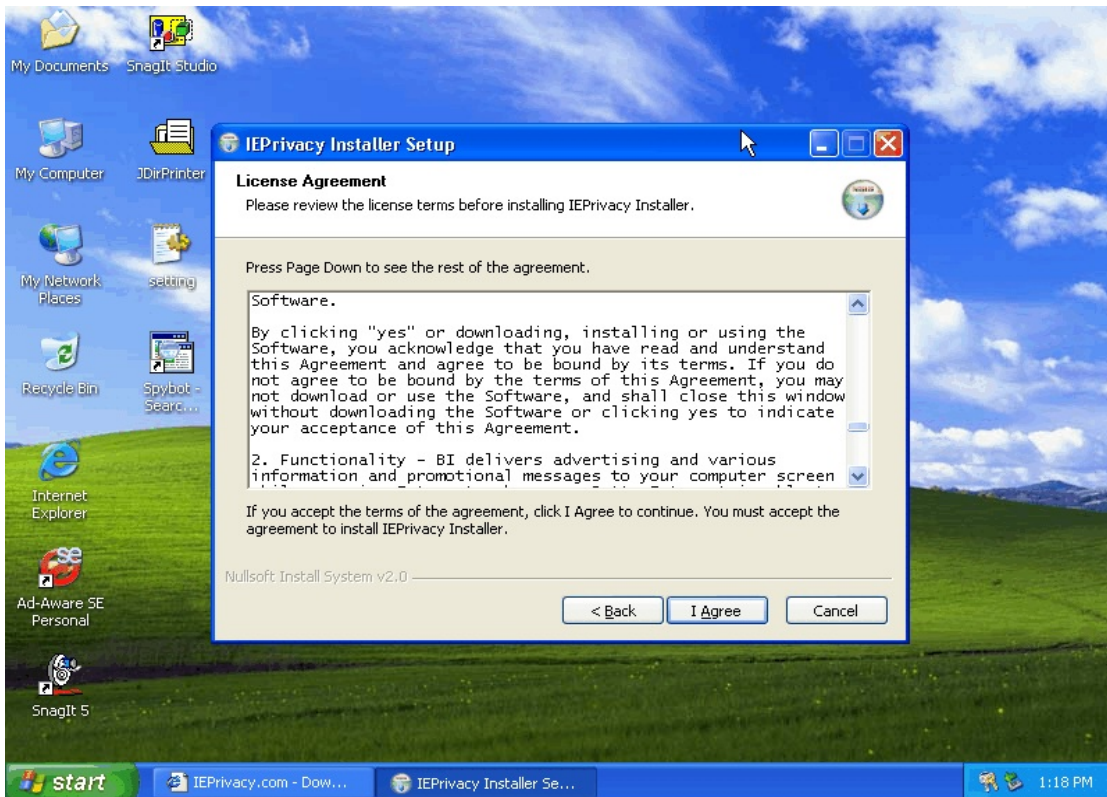 My Documents
SnagIt Studio
My Computer
JDirPrinter
My Network
Places
setting
Recycle Bin
Spybot -
Searc...
Internet
Explorer
Ad-Aware SE
Personal
SnagIt 5
IEPrivacy Installer Setup
License Agreement
Please review the license terms before installing IEPrivacy Installer.
Press Page Down to see the rest of the agreement.
Software.
By clicking "yes" or downloading, installing or using the
Software, you acknowledge that you have read and understand
this Agreement and agree to be bound by its terms. If you do
not agree to be bound by the terms of this Agreement, you may
not download or use the Software, and shall close this window
without downloading the Software or clicking yes to indicate
your acceptance of this Agreement.
2. Functionality - BI delivers advertising and various
information and promotional messages to your computer screen
If you accept the terms of the agreement, click I Agree to continue. You must accept the
agreement to install IEPrivacy Installer.
Nullsoft Install System v2.0
< Back
I Agree
Cancel
start
IEPrivacy.com - Dow...
IEPrivacy Installer Se...
1:18 PM